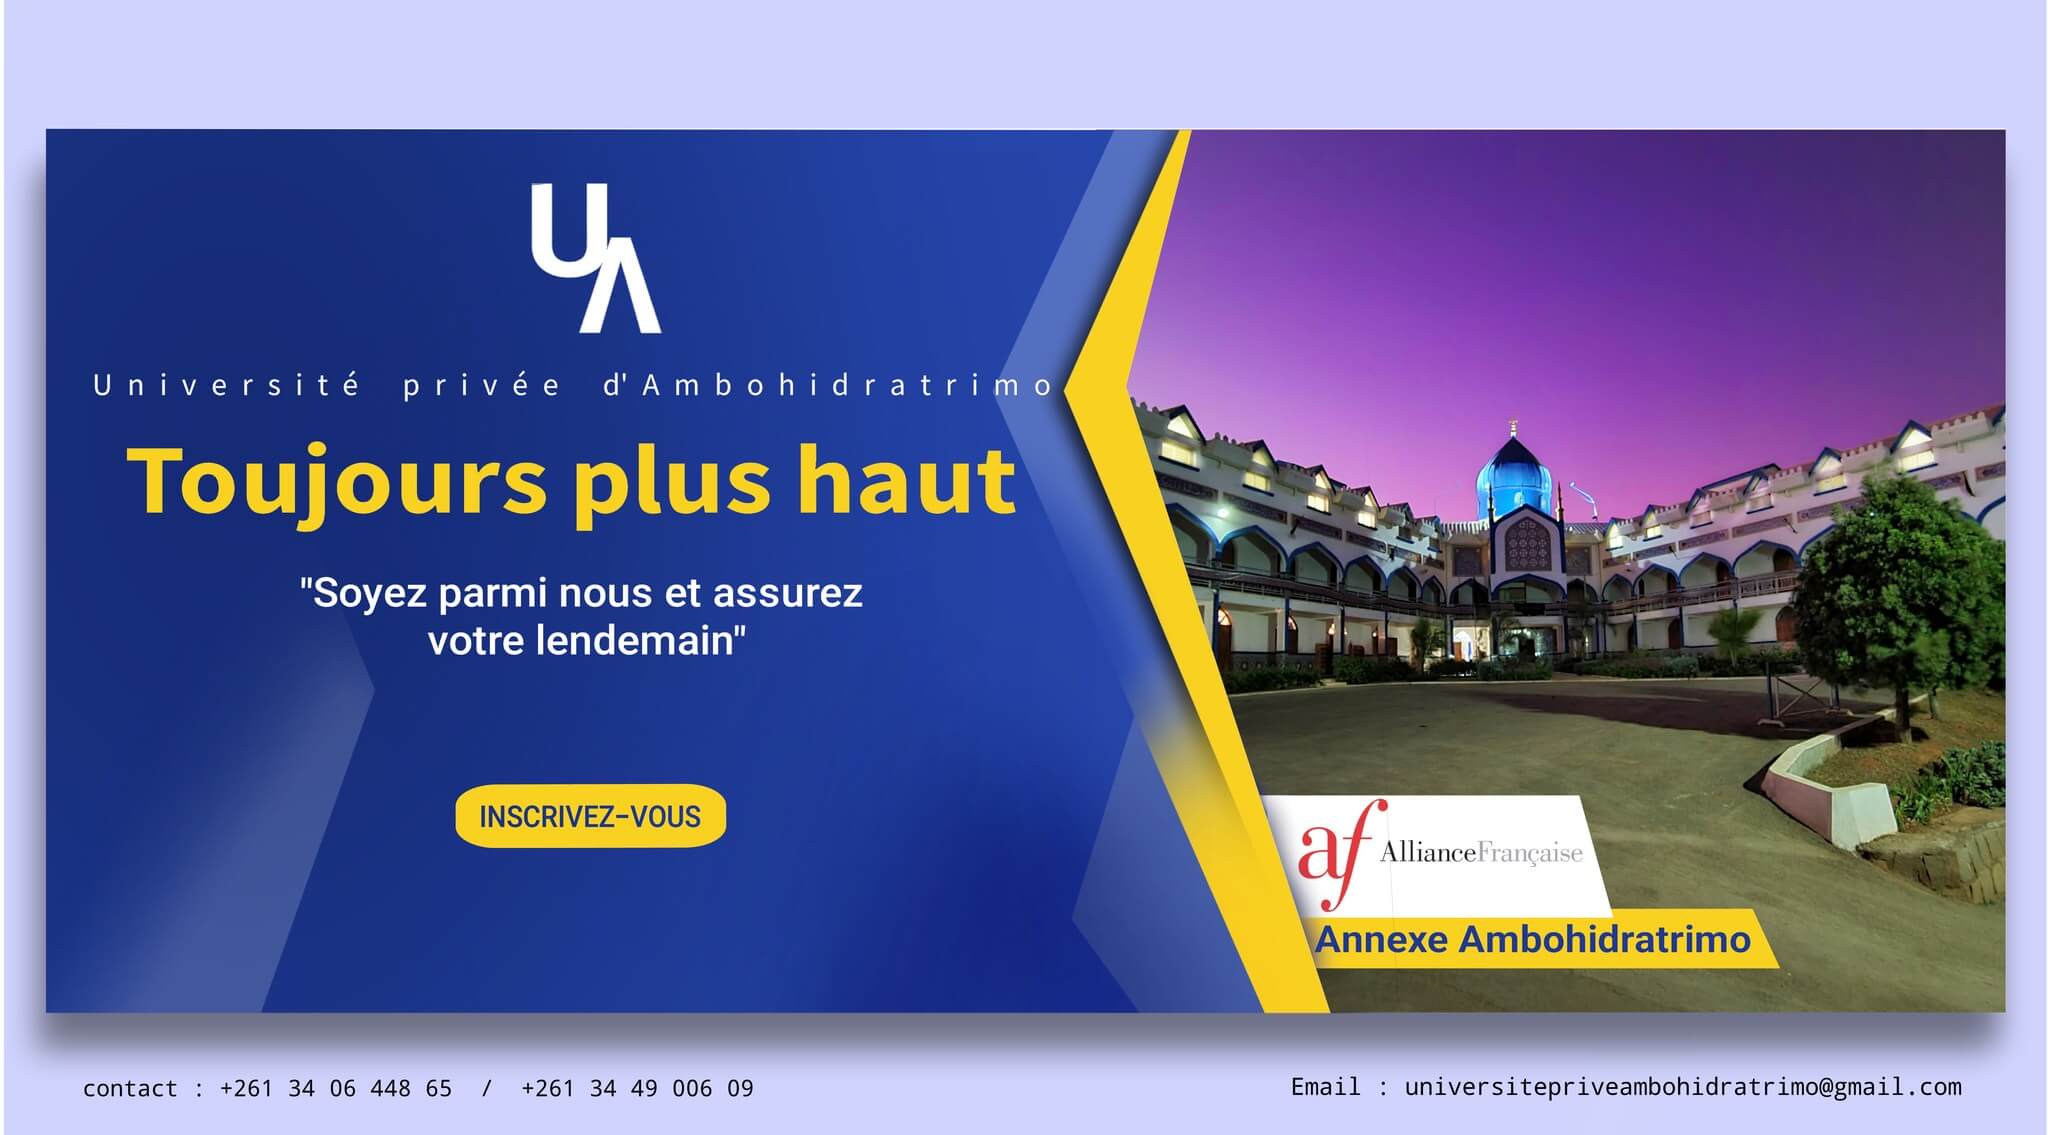 UA
Université privée d'Ambohidratrimo
Toujours plus haut
"Soyez parmi nous et assurez
votre lendemain"
INSCRIVEZ-VOUS
af AllianceFrançaise
Annexe Ambohidratrimo
contact : +261 34 06 448 65 / +261 34 49 006 09
Email : universitepriveambohidratrimo@gmail.com